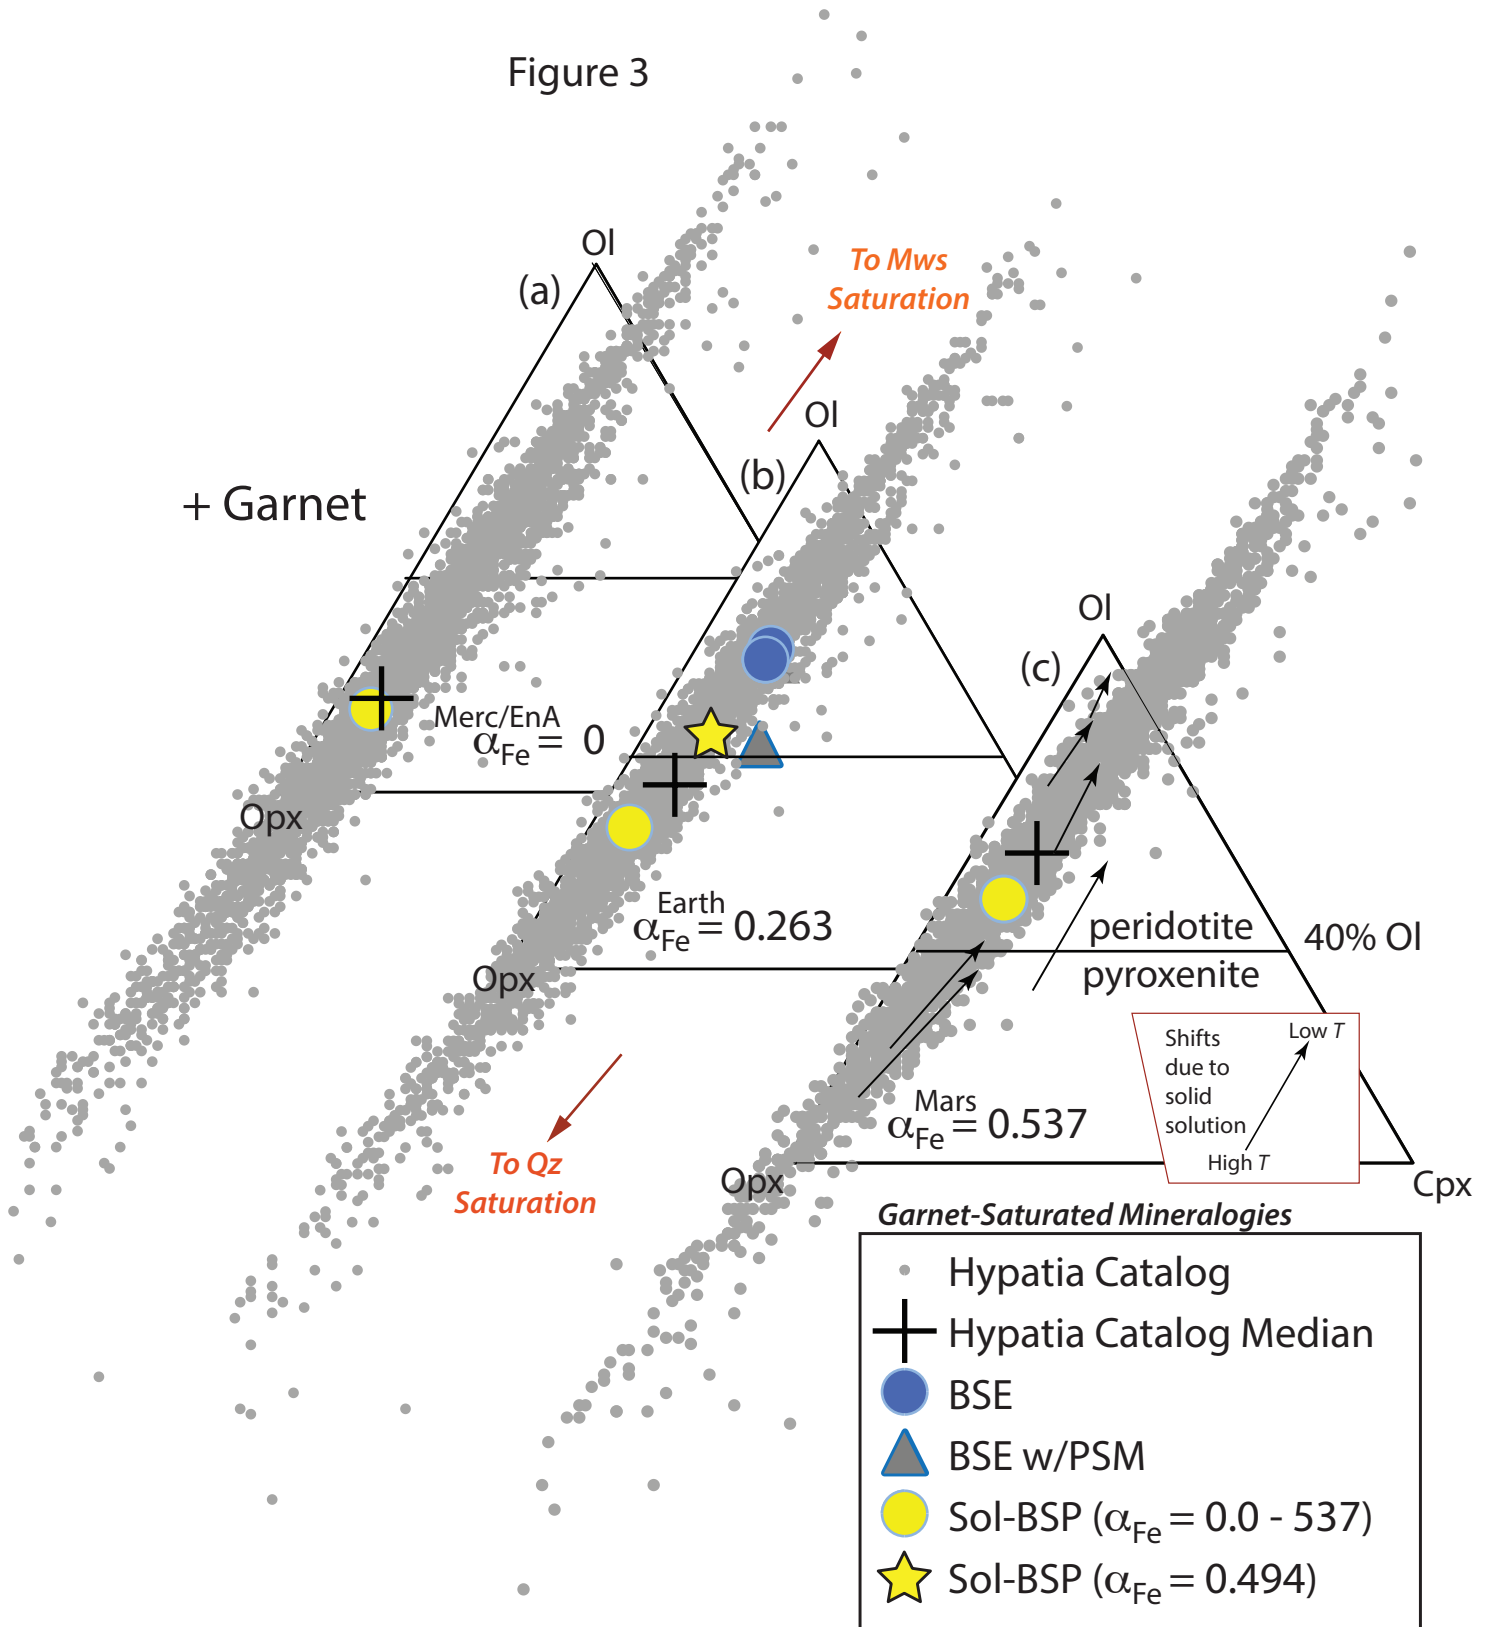 Figure 3
Ol
(a)
To Mws
Saturation
Ol
(b)
+ Garnet
Ol
(c)
Merc/EnA
αFe = 0
Opx
Earth
αFe = 0.263
peridotite
40% Ol
pyroxenite
Opx
Shifts
due to
solid
solution
Low T
High T
Mars
αFe = 0.537
To Qz
Saturation
Opx
Cpx
Garnet-Saturated Mineralogies
Hypatia Catalog
Hypatia Catalog Median
BSE
BSE w/PSM
Sol-BSP (αFe = 0.0 - 537)
Sol-BSP (αFe = 0.494)